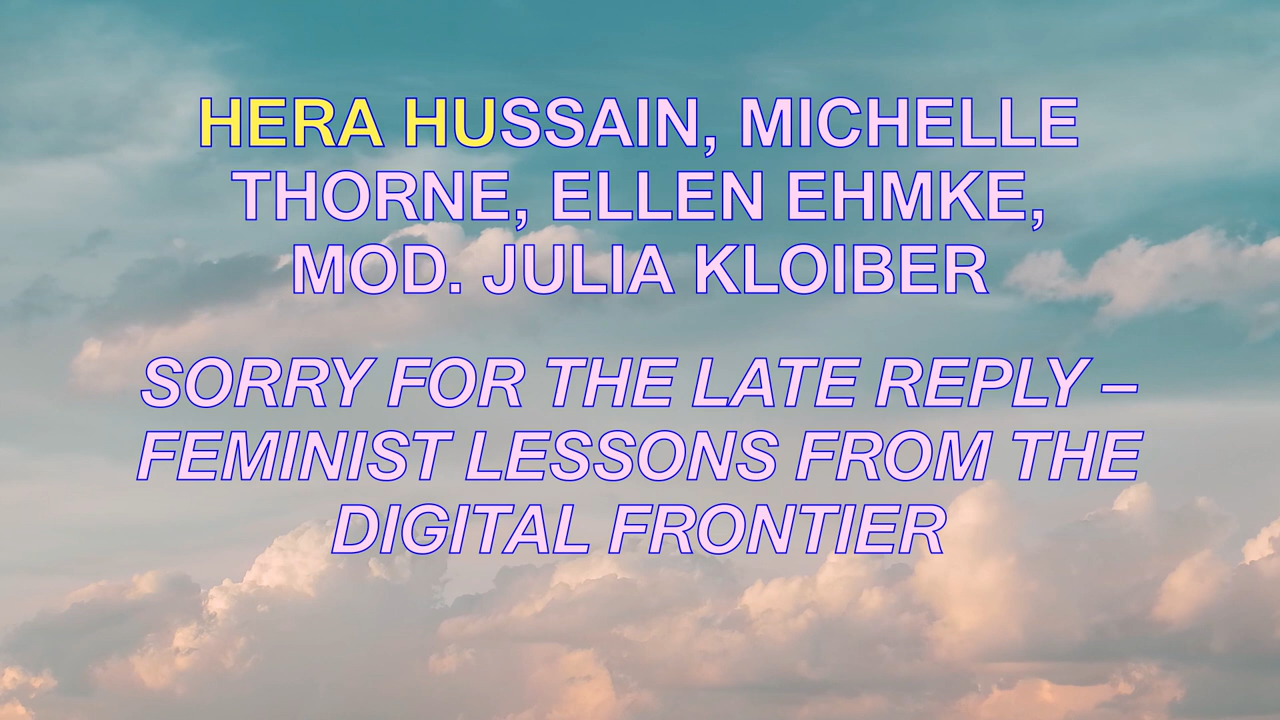 HERA HUSSAIN, MICHELLE
THORNE, ELLEN EHMKE,
MOD. JULIA KLOIBER
SORRY FOR THE LATE REPLY –
FEMINIST LESSONS FROM THE
DIGITAL FRONTIER